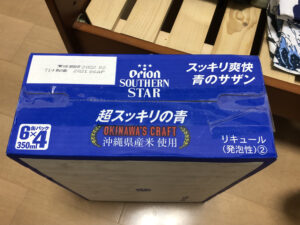 Orion
SOUTHERN
STAR
スッキリ爽快
青のサザン
超スッキリの青
OKINAWA'S CRAFT
沖縄県産米 使用
6缶パック×4
350ml
リキュール
(発泡性)②